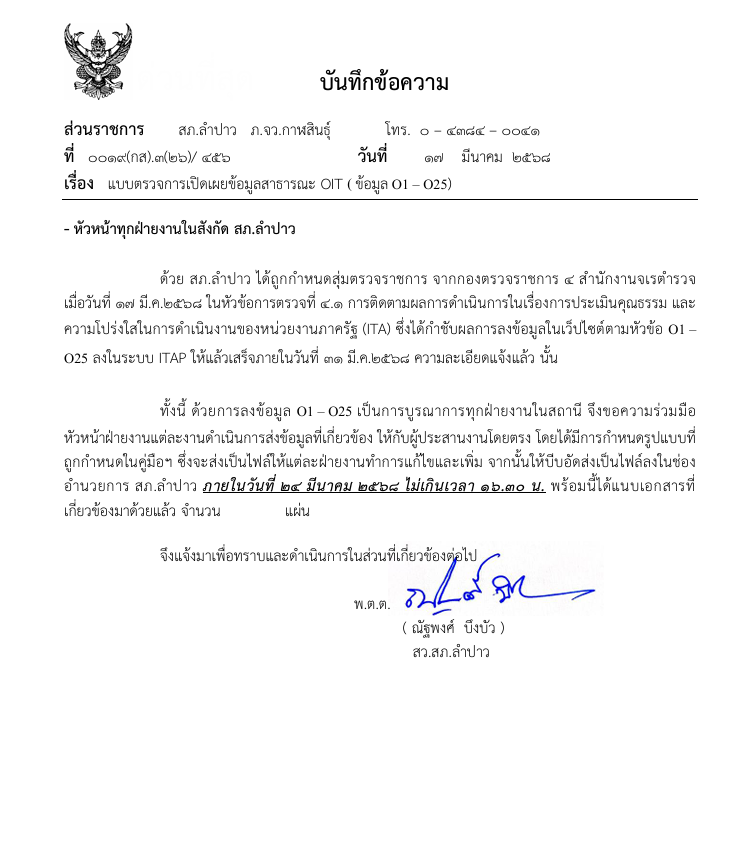 บันทึกข้อความ
ส่วนราชการ สภ.ลำปาว ภ.จว.กาฬสินธุ์ โทร. ๐ – ๔๓๘๔ – ๐๐๔๑
ที่ ๐๐๑๙(กส).๓(๒๖)/ ๔๕๖ วันที่ ๑๗ มีนาคม ๒๕๖๘
เรื่อง แบบตรวจการเปิดเผยข้อมูลสาธารณะ OIT ( ข้อมูล O1 – O25)
- หัวหน้าทุกฝ่ายงานในสังกัด สภ.ลำปาว
ด้วย สภ.ลำปาว ได้ถูกกำหนดสุ่มตรวจราชการ จากกองตรวจราชการ ๔ สำนักงานจเรตำรวจ
เมื่อวันที่ ๑๗ มี.ค.๒๕๖๘ ในหัวข้อการตรวจที่ ๔.๑ การติดตามผลการดำเนินการในเรื่องการประเมินคุณธรรม และ
ความโปร่งใสในการดำเนินงานของหน่วยงานภาครัฐ (ITA) ซึ่งได้กำชับผลการลงข้อมูลในเว็ปไซต์ตามหัวข้อ O1 –
O25 ลงในระบบ ITAP ให้แล้วเสร็จภายในวันที่ ๓๑ มี.ค.๒๕๖๘ ความละเอียดแจ้งแล้ว นั้น
ทั้งนี้ ด้วยการลงข้อมูล O1 – O25 เป็นการบูรณาการทุกฝ่ายงานในสถานี จึงขอความร่วมมือ
หัวหน้าฝ่ายงานแต่ละงานดำเนินการส่งข้อมูลที่เกี่ยวข้อง ให้กับผู้ประสานงานโดยตรง โดยได้มีการกำหนดรูปแบบที่
ถูกกำหนดในคู่มือฯ ซึ่งจะส่งเป็นไฟล์ให้แต่ละฝ่ายงานทำการแก้ไขและเพิ่ม จากนั้นให้บีบอัดส่งเป็นไฟล์ลงในช่อง
อำนวยการ สภ.ลำปาว ภายในวันที่ ๒๔ มีนาคม ๒๕๖๘ ไม่เกินเวลา ๑๖.๓๐ น. พร้อมนี้ได้แนบเอกสารที่
เกี่ยวข้องมาด้วยแล้ว จำนวน แผ่น
จึงแจ้งมาเพื่อทราบและดำเนินการในส่วนที่เกี่ยวข้องต่อไป
พ.ต.ต.
( ณัฐพงศ์ บึงบัว )
สว.สภ.ลำปาว